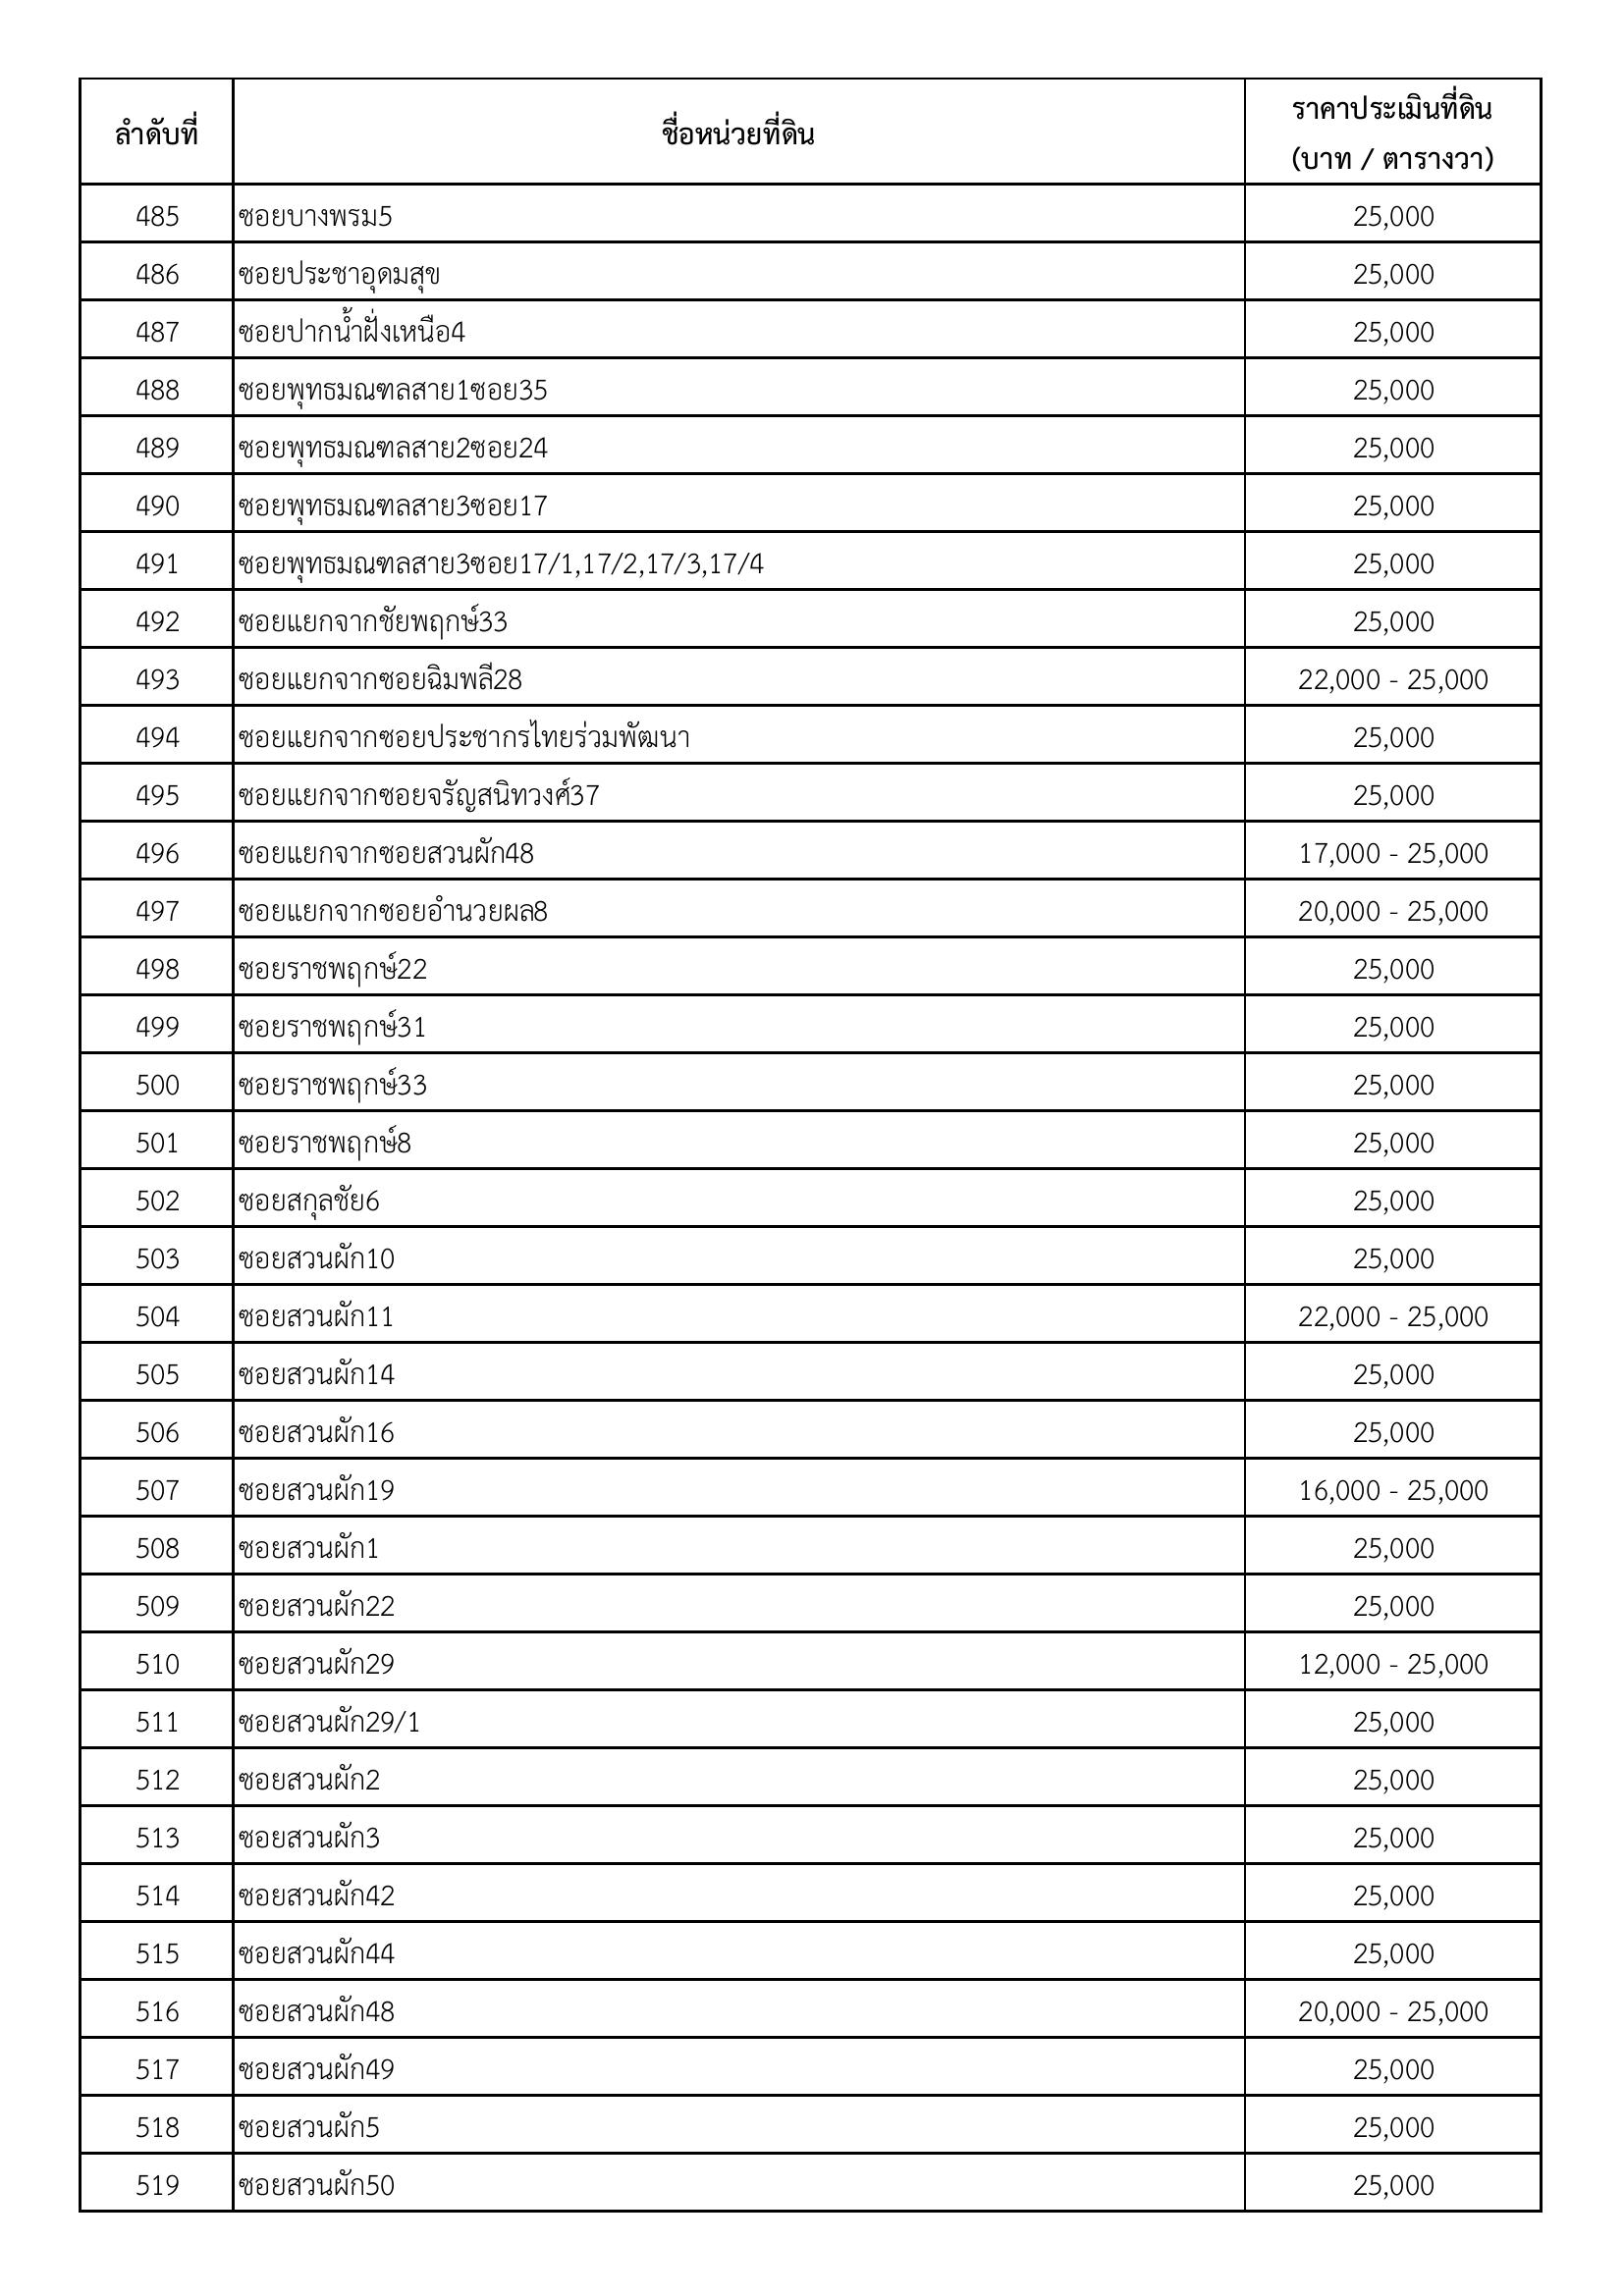 ลำดับที่ ชื่อหน่วยที่ดิน ราคาประเมินที่ดิน
(บาท / ตารางวา)
485 ซอยบางพรม5 25,000
486 ซอยประชาอุดมสุข 25,000
487 ซอยปากน้ำฝั่งเหนือ4 25,000
488 ซอยพุทธมณฑลสาย1ซอย35 25,000
489 ซอยพุทธมณฑลสาย2ซอย24 25,000
490 ซอยพุทธมณฑลสาย3ซอย17 25,000
491 ซอยพุทธมณฑลสาย3ซอย17/1,17/2,17/3,17/4 25,000
492 ซอยแยกจากชัยพฤกษ์33 25,000
493 ซอยแยกจากซอยฉิมพลี28 22,000 - 25,000
494 ซอยแยกจากซอยประชากรไทยร่วมพัฒนา 25,000
495 ซอยแยกจากซอยจรัญสนิทวงศ์37 25,000
496 ซอยแยกจากซอยสวนผัก48 17,000 - 25,000
497 ซอยแยกจากซอยอำนวยผล8 20,000 - 25,000
498 ซอยราชพฤกษ์22 25,000
499 ซอยราชพฤกษ์31 25,000
500 ซอยราชพฤกษ์33 25,000
501 ซอยราชพฤกษ์8 25,000
502 ซอยสกุลชัย6 25,000
503 ซอยสวนผัก10 25,000
504 ซอยสวนผัก11 22,000 - 25,000
505 ซอยสวนผัก14 25,000
506 ซอยสวนผัก16 25,000
507 ซอยสวนผัก19 16,000 - 25,000
508 ซอยสวนผัก1 25,000
509 ซอยสวนผัก22 25,000
510 ซอยสวนผัก29 12,000 - 25,000
511 ซอยสวนผัก29/1 25,000
512 ซอยสวนผัก2 25,000
513 ซอยสวนผัก3 25,000
514 ซอยสวนผัก42 25,000
515 ซอยสวนผัก44 25,000
516 ซอยสวนผัก48 20,000 - 25,000
517 ซอยสวนผัก49 25,000
518 ซอยสวนผัก5 25,000
519 ซอยสวนผัก50 25,000